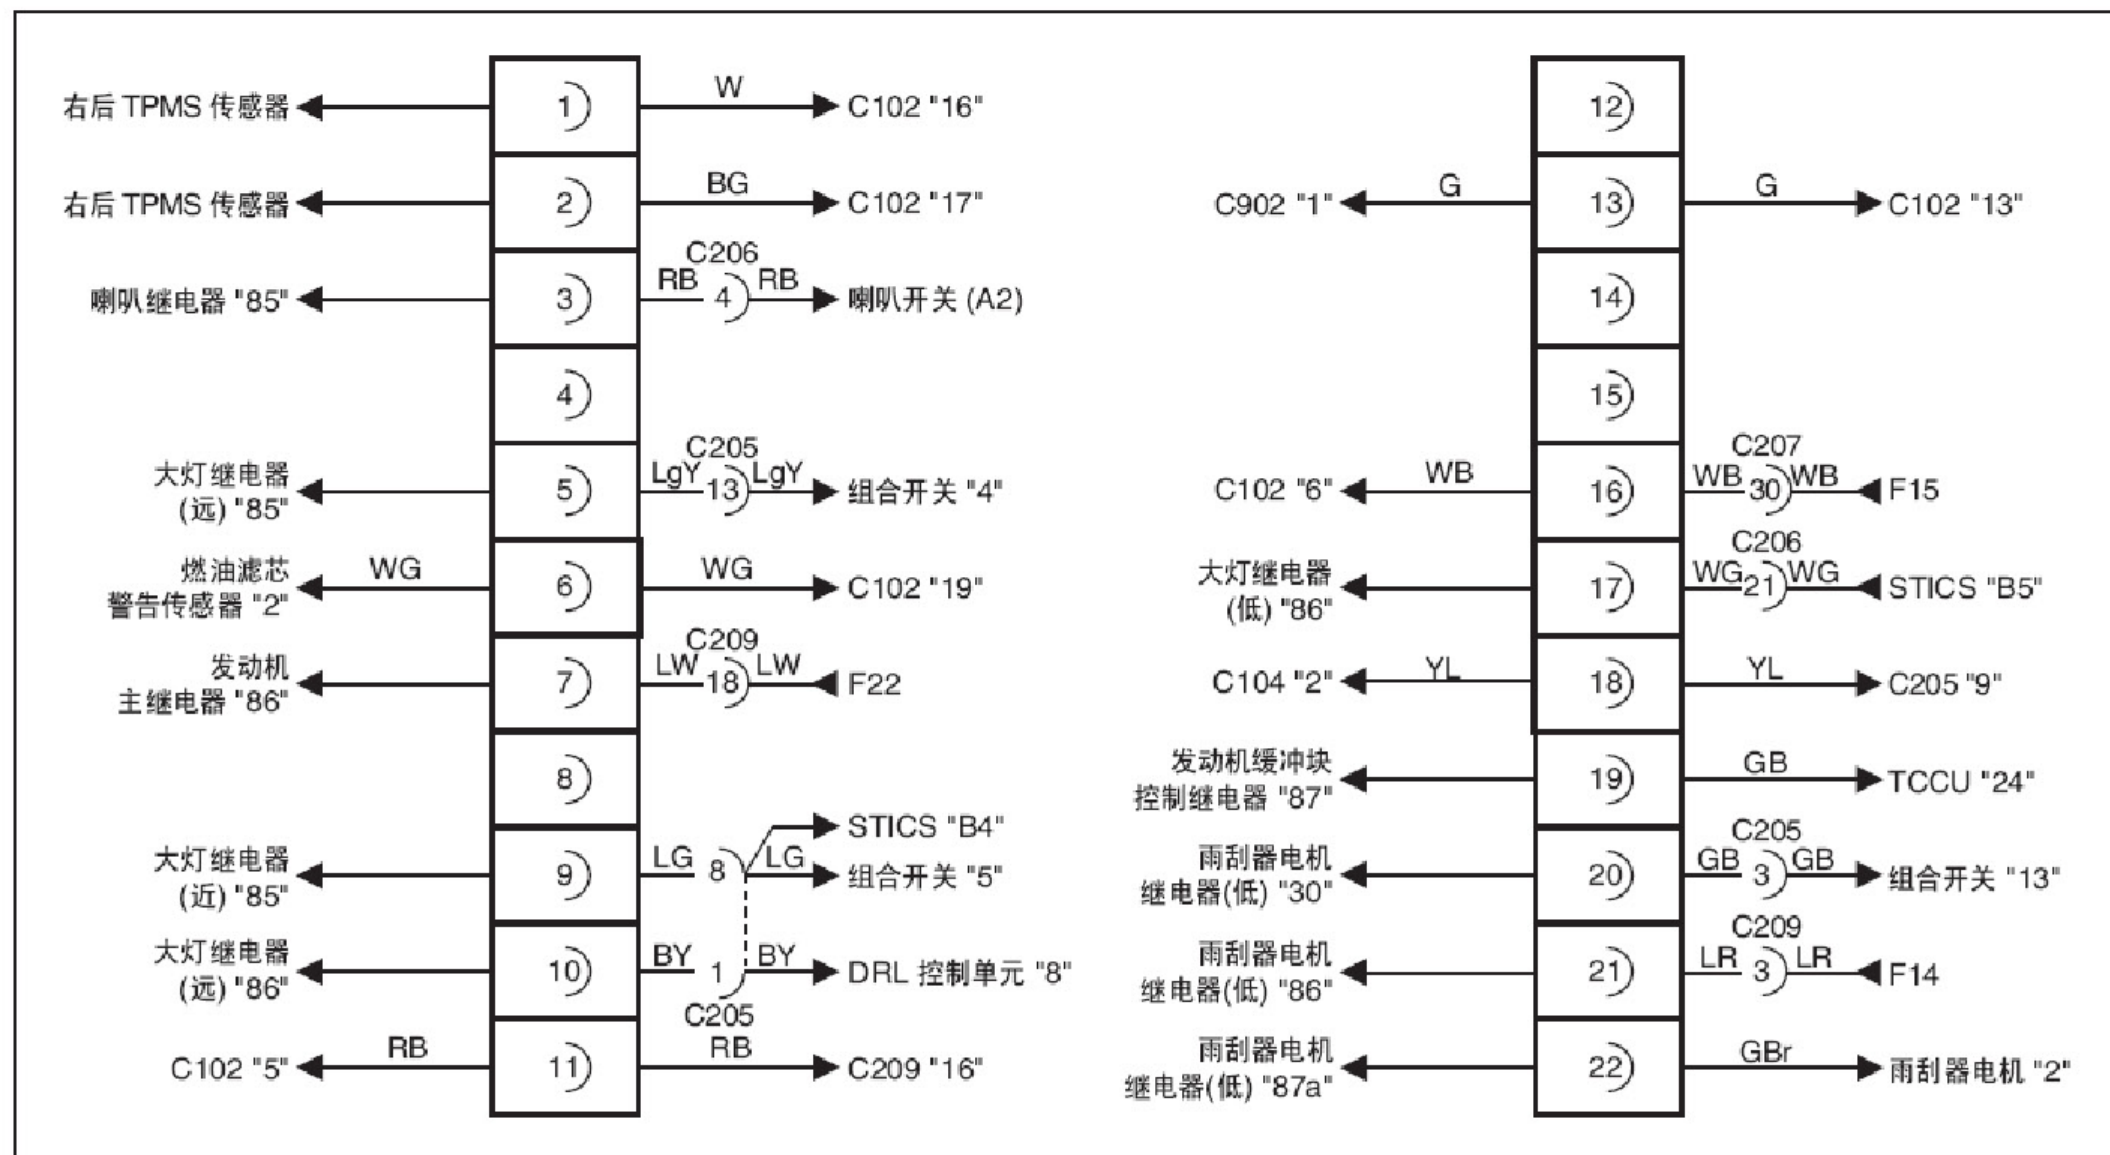 右后 TPMS 传感器 1 W C102 "16"
右后 TPMS 传感器 2 BG C102 "17"
C206
喇叭继电器 "85" 3 RB 4 RB 喇叭开关 (A2)
4
C205
大灯继电器
(远) "85" 5 LgY 13 LgY 组合开关 "4"
燃油滤芯
警告传感器 "2" WG 6 WG C102 "19"
C209
发动机
主继电器 "86" 7 LW 18 LW F22
8
STICS "B4"
大灯继电器
(近) "85" 9 LG 8 LG 组合开关 "5"
大灯继电器
(远) "86" 10 BY 1 BY DRL 控制单元 "8"
C205
C102 "5" RB 11 RB C209 "16"
12
C902 "1" G 13 G C102 "13"
14
15
C207
C102 "6" WB 16 WB 30 WB F15
C206
大灯继电器
(低) "86" 17 WG 21 WG STICS "B5"
C104 "2" YL 18 YL C205 "9"
发动机缓冲块
控制继电器 "87" 19 GB TCCU "24"
C205
雨刮器电机
继电器(低) "30" 20 GB 3 GB 组合开关 "13"
C209
雨刮器电机
继电器(低) "86" 21 LR 3 LR F14
雨刮器电机
继电器(低) "87a" 22 GBr 雨刮器电机 "2"